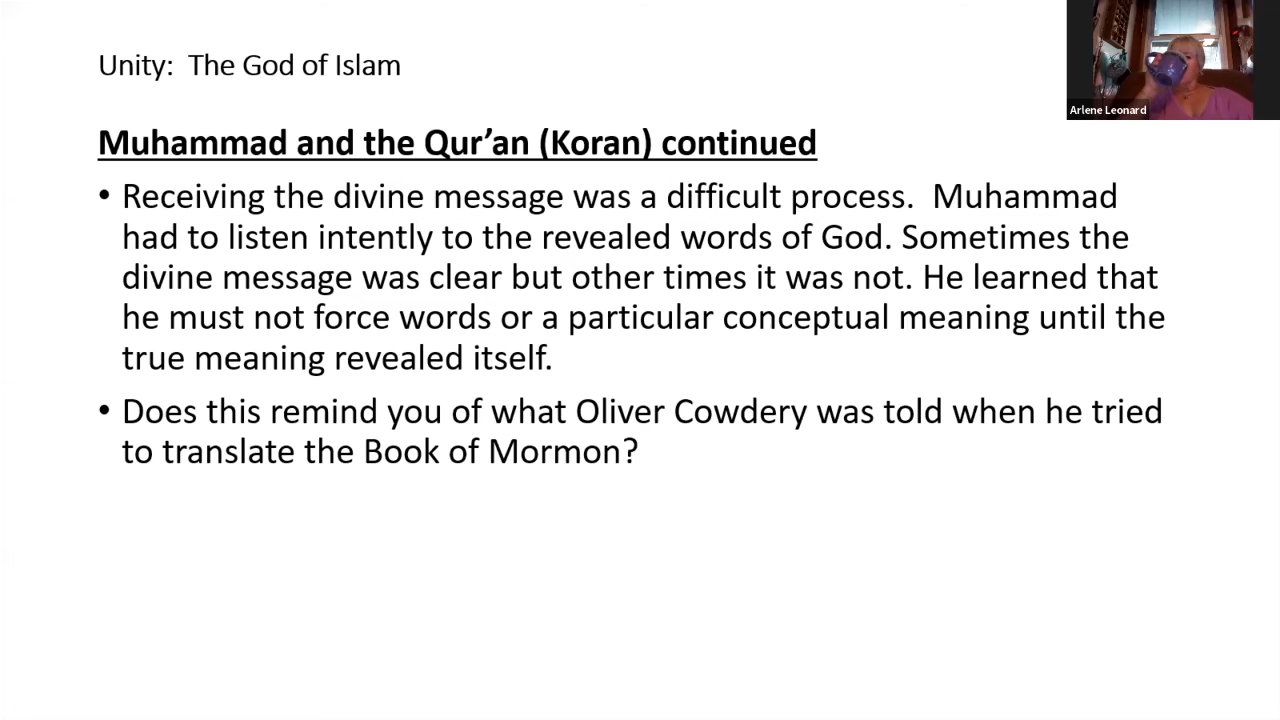 Unity:  The God of Islam
Arlene Leonard
Muhammad and the Qur’an (Koran) continued
• Receiving the divine message was a difficult process.  Muhammad
had to listen intently to the revealed words of God. Sometimes the
divine message was clear but other times it was not. He learned that
he must not force words or a particular conceptual meaning until the
true meaning revealed itself.
• Does this remind you of what Oliver Cowdery was told when he tried
to translate the Book of Mormon?